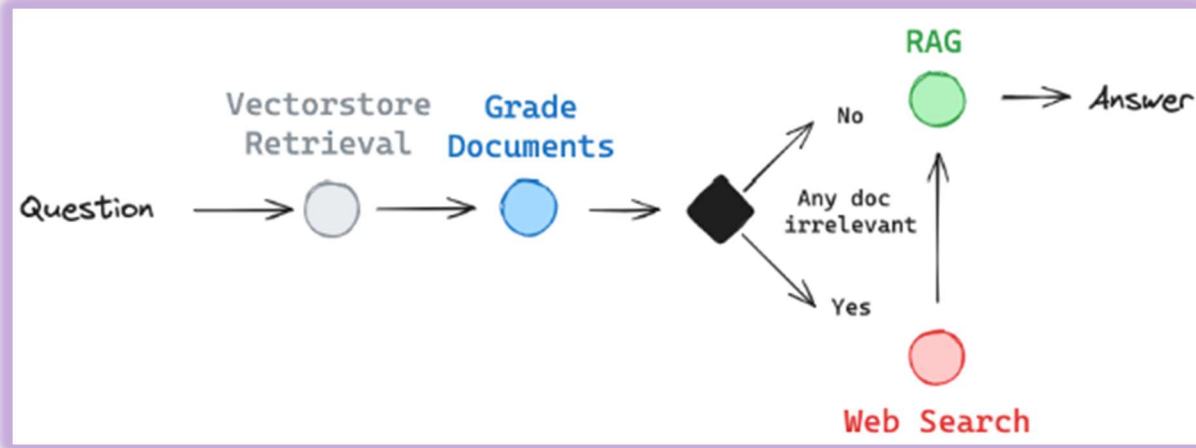 RAG
Answer
Vectorstore
Retrieval
Grade
Documents
No
Question
Any doc
irrelevant
Yes
Web Search